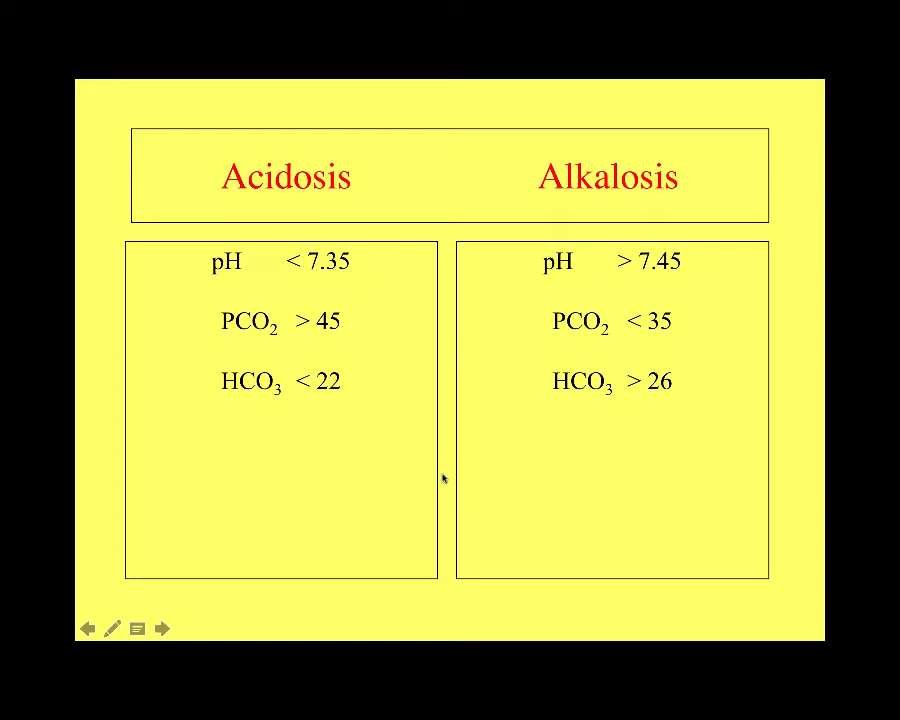 Acidosis Alkalosis
pH < 7.35
PCO₂ > 45
HCO₃ < 22
pH > 7.45
PCO₂ < 35
HCO₃ > 26